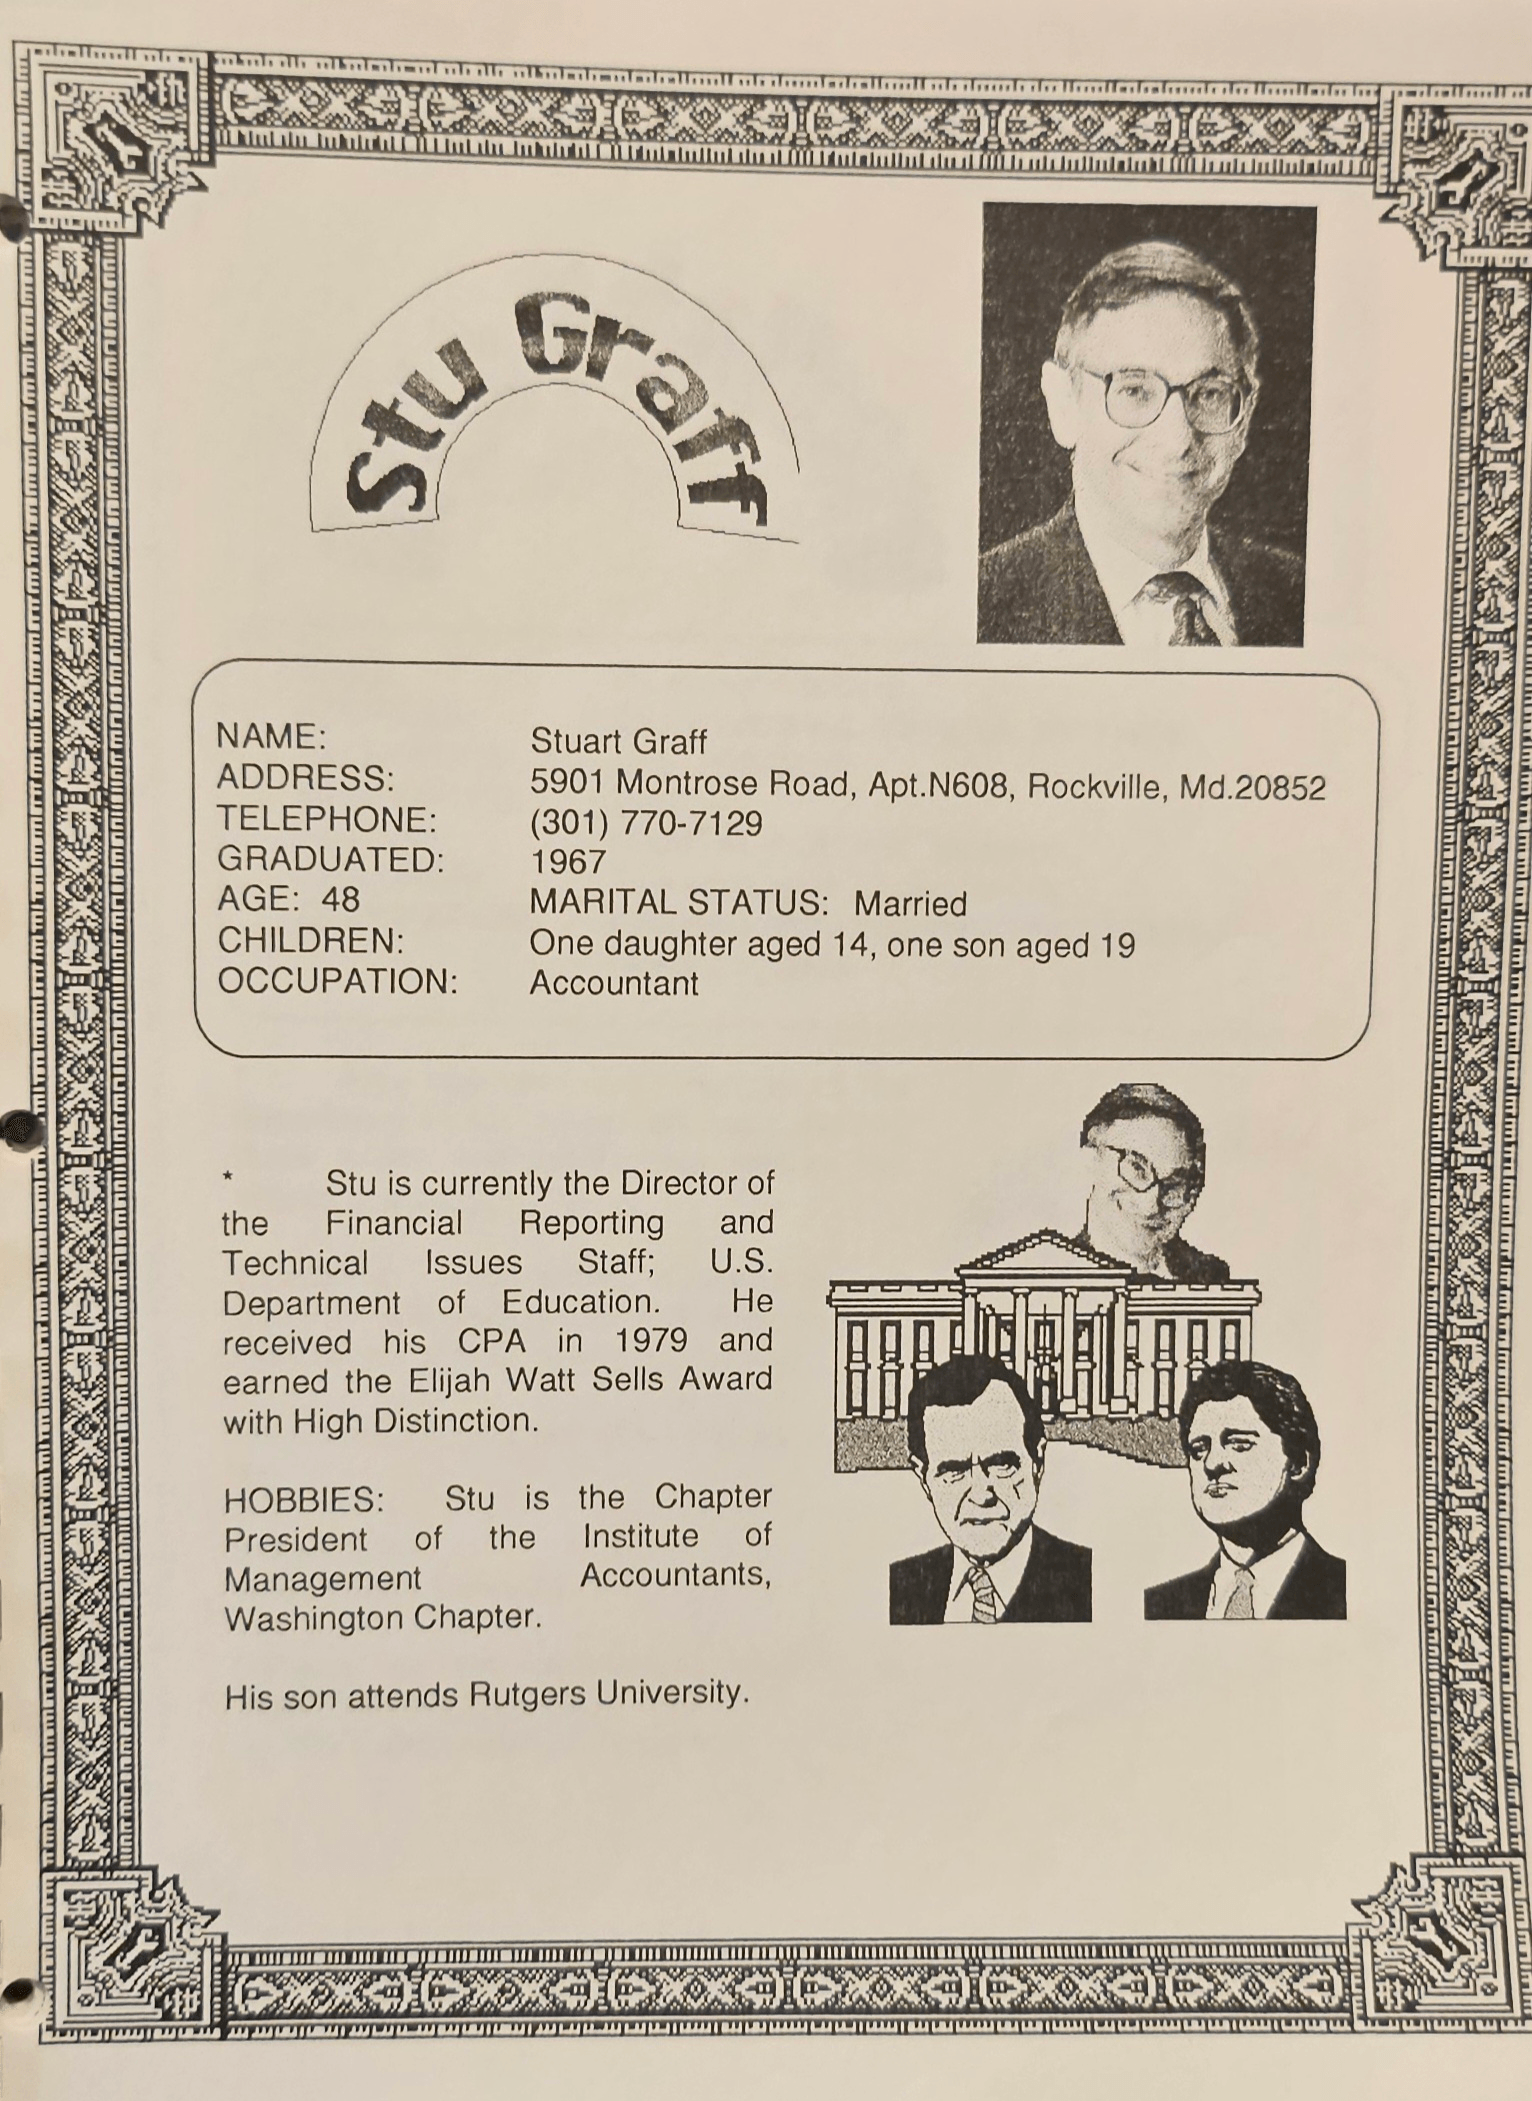 Stu Graff
NAME: Stuart Graff
ADDRESS: 5901 Montrose Road, Apt.N608, Rockville, Md.20852
TELEPHONE: (301) 770-7129
GRADUATED: 1967
AGE: 48 MARITAL STATUS: Married
CHILDREN: One daughter aged 14, one son aged 19
OCCUPATION: Accountant
* Stu is currently the Director of
the Financial Reporting and
Technical Issues Staff; U.S.
Department of Education. He
received his CPA in 1979 and
earned the Elijah Watt Sells Award
with High Distinction.
HOBBIES: Stu is the Chapter
President of the Institute of
Management Accountants,
Washington Chapter.
His son attends Rutgers University.